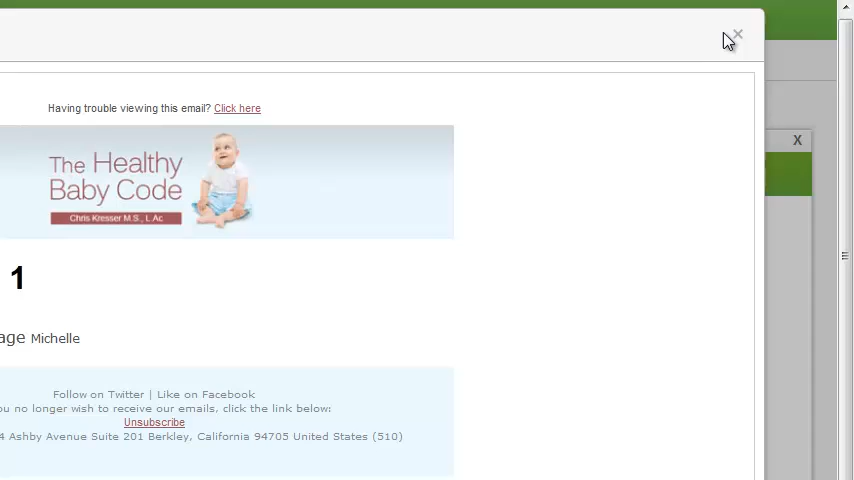 ×
Having trouble viewing this email? Click here
X
The Healthy
Baby Code
Chris Kresser M.S., L.Ac
1
age Michelle
Follow on Twitter | Like on Facebook
ou no longer wish to receive our emails, click the link below:
Unsubscribe
4 Ashby Avenue Suite 201 Berkley, California 94705 United States (510)